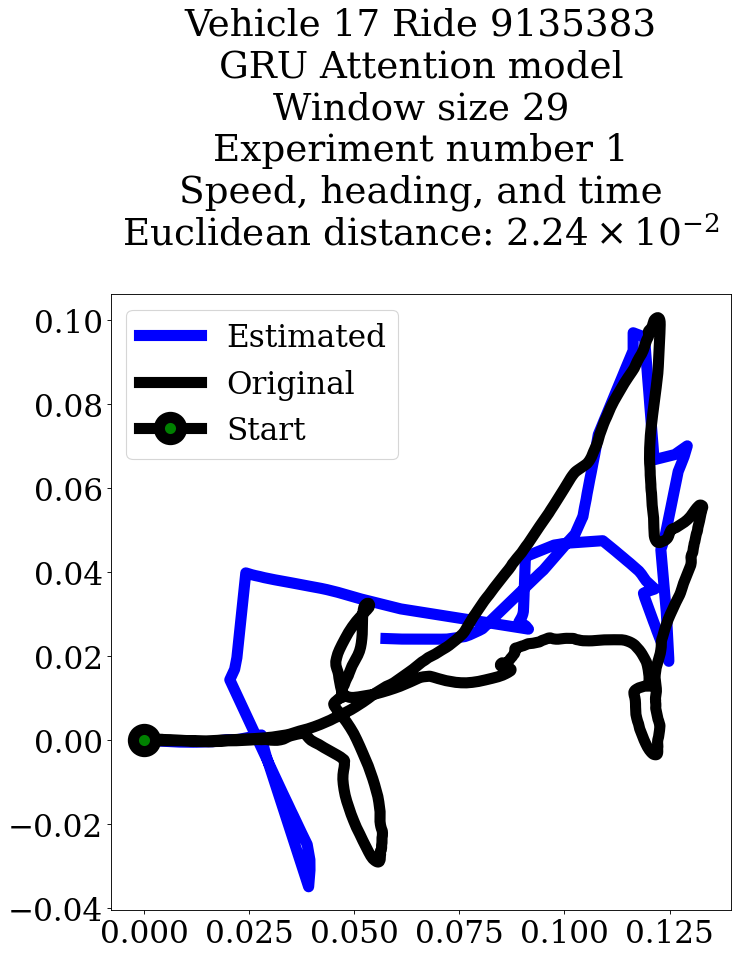 Vehicle 17 Ride 9135383
GRU Attention model
Window size 29
Experiment number 1
Speed, heading, and time
Euclidean distance: 2.24 × 10⁻²
Estimated
Original
Start
0.10
0.08
0.06
0.04
0.02
0.00
−0.02
−0.04
0.000 0.025 0.050 0.075 0.100 0.125